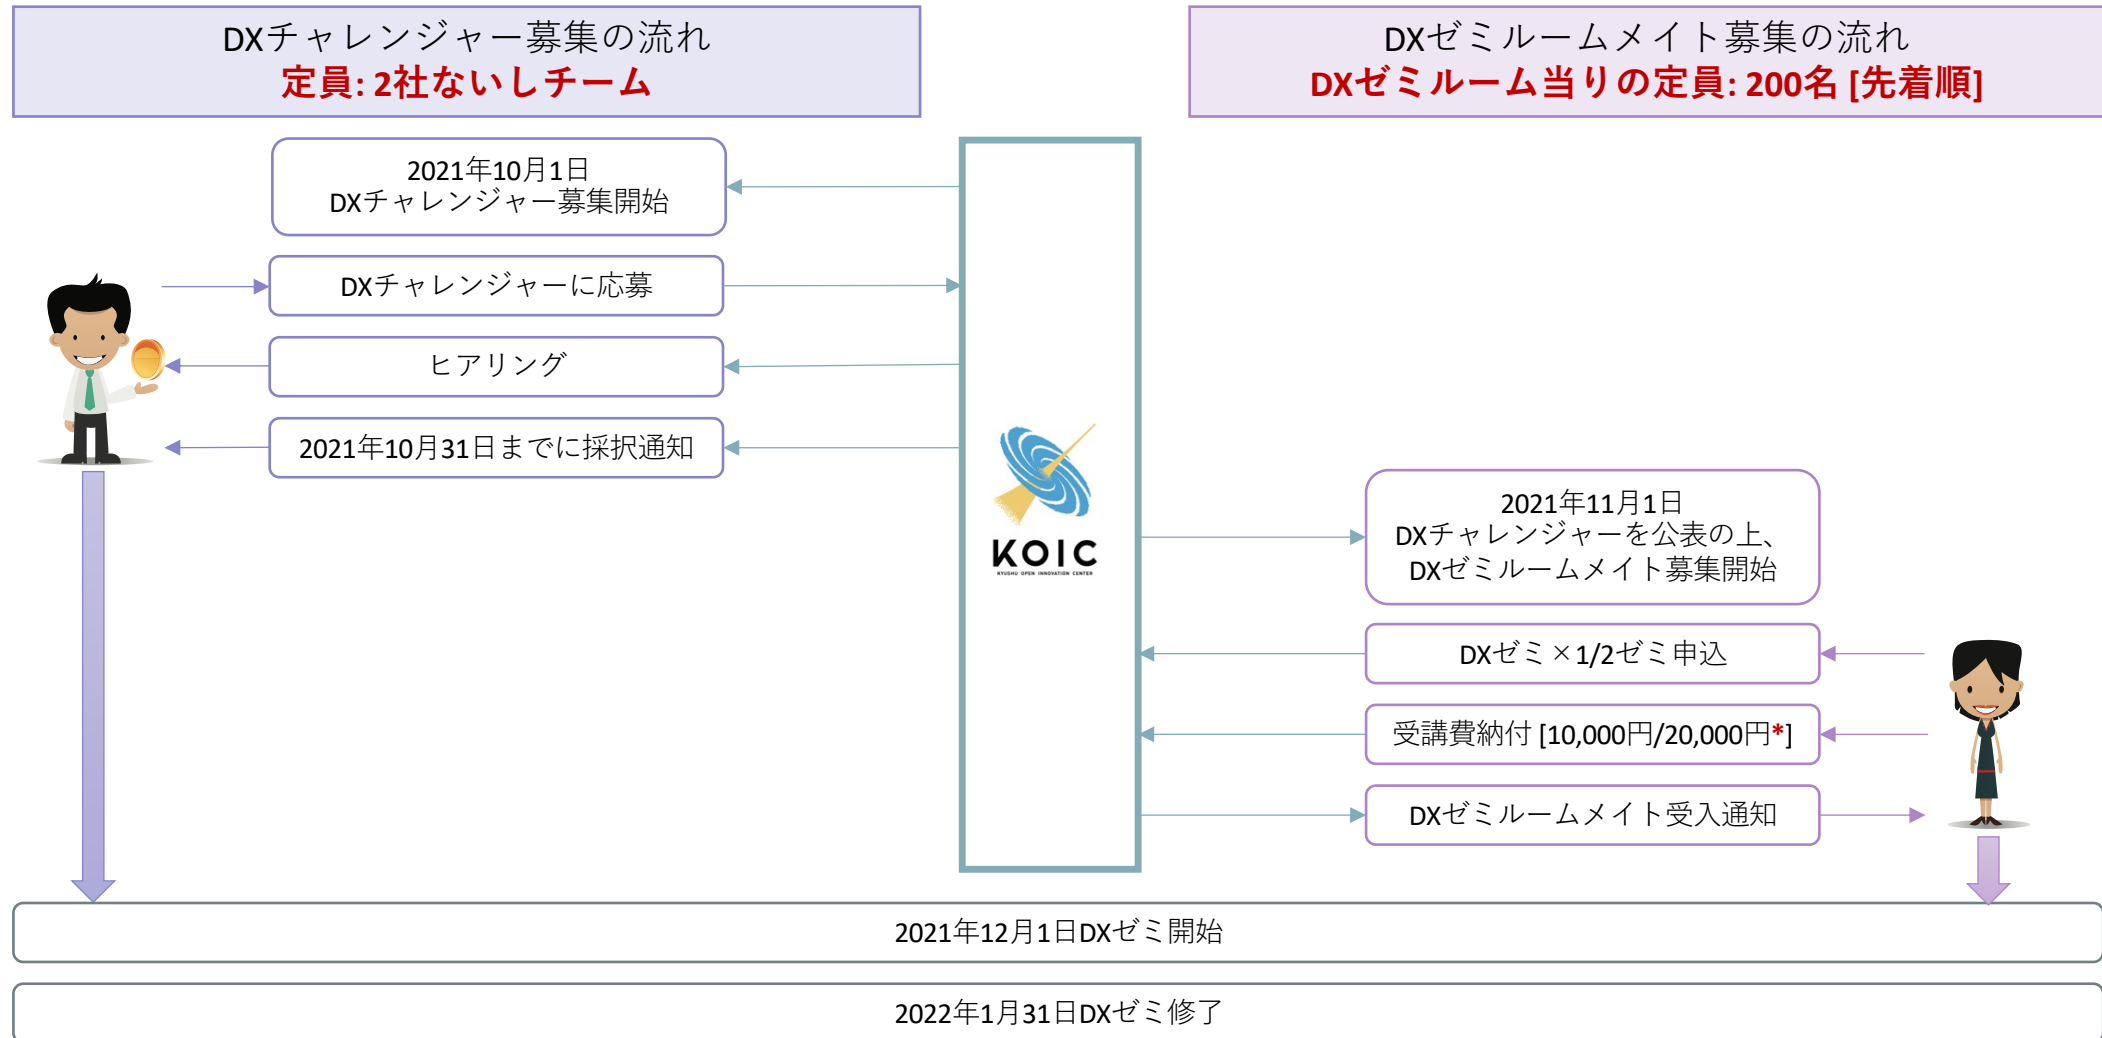 DXチャレンジャー募集の流れ
定員: 2社ないしチーム
DXゼミルームメイト募集の流れ
DXゼミルーム当りの定員: 200名 [先着順]
2021年10月1日
DXチャレンジャー募集開始
DXチャレンジャーに応募
ヒアリング
2021年10月31日までに採択通知
KOIC
KYUSHU OPEN INNOVATION CENTER
2021年11月1日
DXチャレンジャーを公表の上、
DXゼミルームメイト募集開始
DXゼミ×1/2ゼミ申込
受講費納付 [10,000円/20,000円*]
DXゼミルームメイト受入通知
2021年12月1日DXゼミ開始
2022年1月31日DXゼミ修了